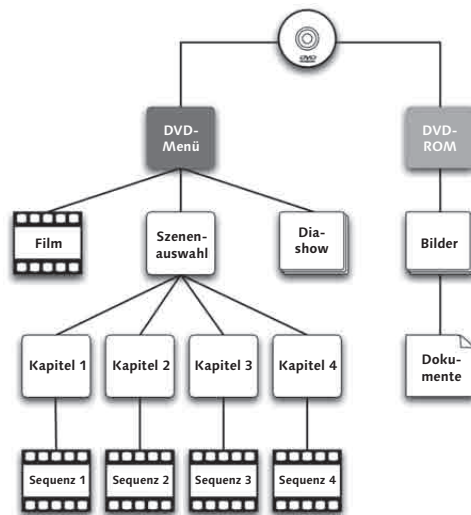 DVD
DVD-
Menü
DVD-
ROM
Film
Szenen-
auswahl
Dia-
show
Bilder
Kapitel 1
Kapitel 2
Kapitel 3
Kapitel 4
Doku-
mente
Sequenz 1
Sequenz 2
Sequenz 3
Sequenz 4